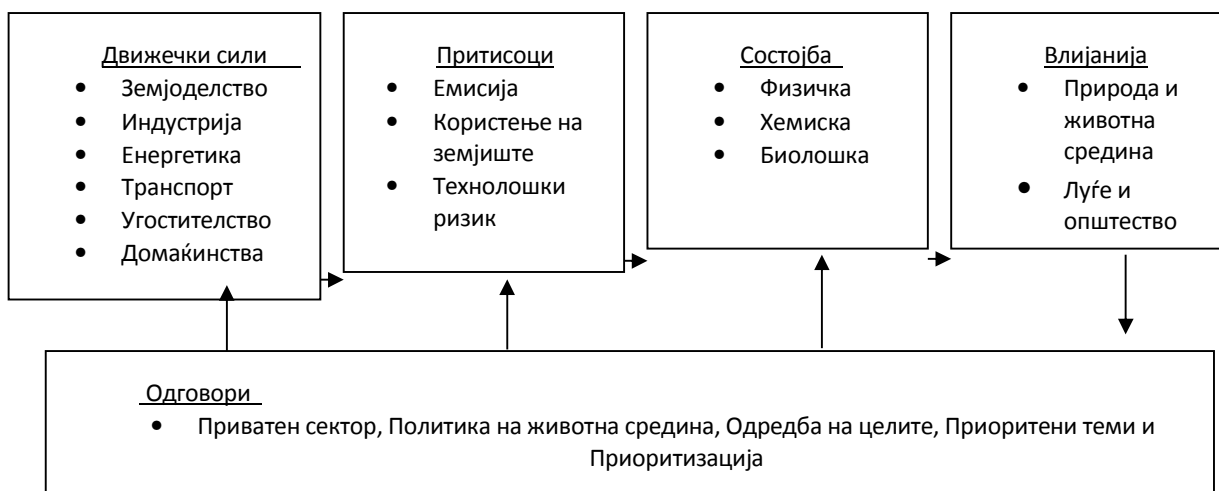 Движечки сили
• Земјоделство
• Индустрија
• Енергетика
• Транспорт
• Угостителство
• Домаќинства
Притисоци
• Емисија
• Користење на
земјиште
• Технолошки
ризик
Состојба
• Физичка
• Хемиска
• Биолошка
Влијанија
• Природа и
животна
средина
• Луѓе и
општество
Одговори
• Приватен сектор, Политика на животна средина, Одредба на целите, Приоритени теми и
Приоритизација